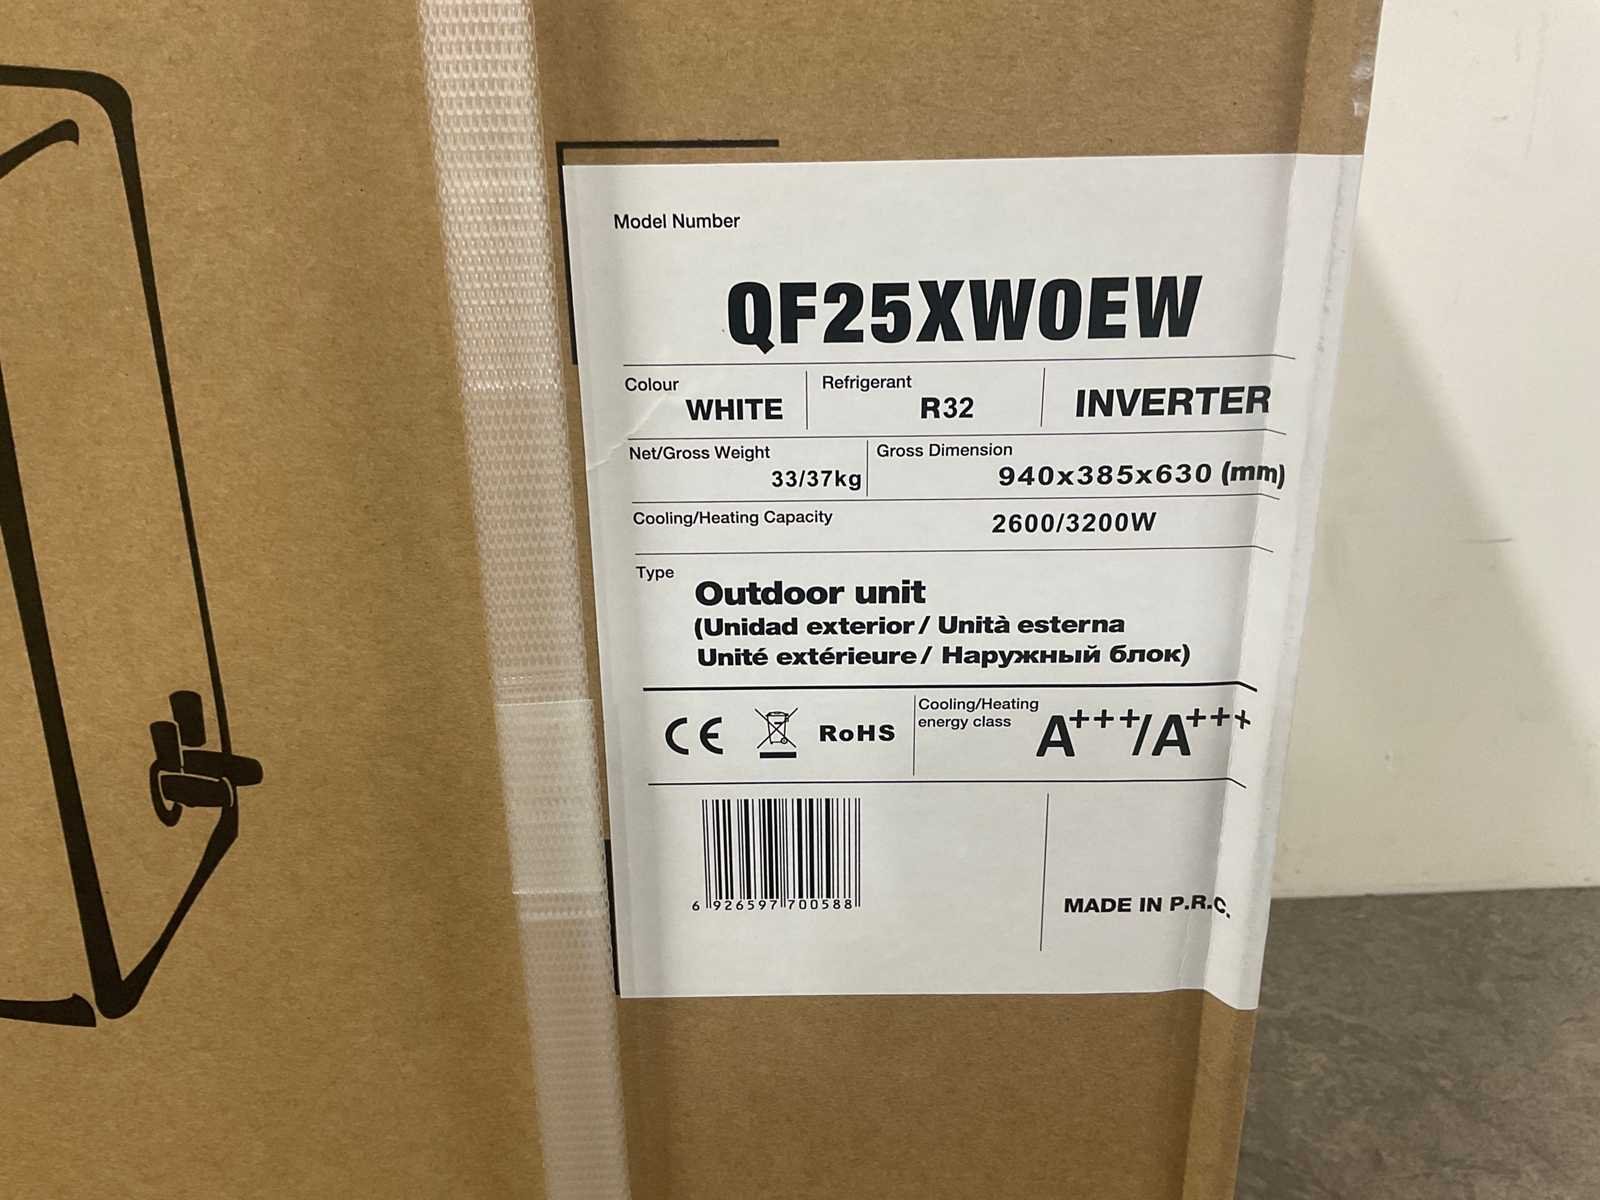 Model Number
QF25XW0EW
Colour WHITE Refrigerant R32 INVERTER
Net/Gross Weight 33/37kg Gross Dimension 940x385x630 (mm)
Cooling/Heating Capacity 2600/3200W
Type Outdoor unit
(Unidad exterior / Unità esterna
Unité extérieure / Наружный блок)
CE RoHS Cooling/Heating energy class A+++/A+++
6 926597 700588
MADE IN P.R.C.